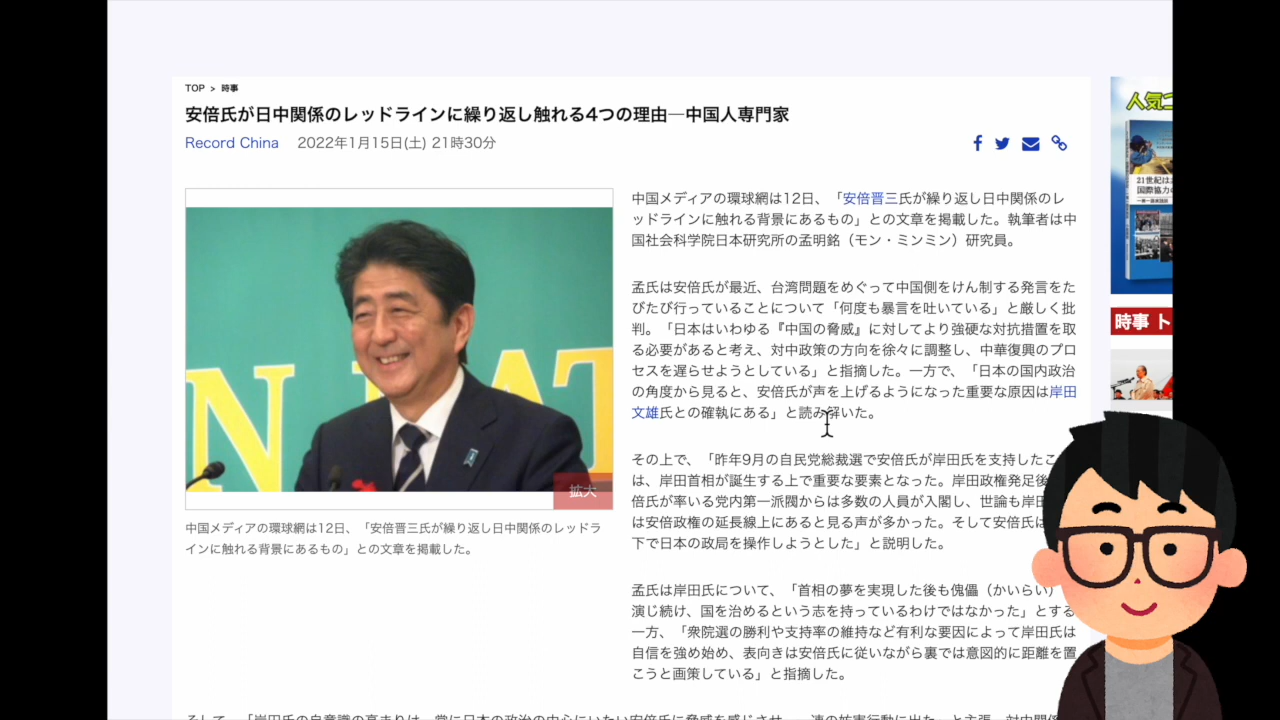 TOP > 時事
安倍氏が日中関係のレッドラインに繰り返し触れる4つの理由―中国人専門家
Record China 2022年1月15日(土) 21時30分
人気
21世紀は
国際協力の
時事 ト
拡大
中国メディアの環球網は12日、「安倍晋三氏が繰り返し日中関係のレッドラ
インに触れる背景にあるもの」との文章を掲載した。
中国メディアの環球網は12日、「安倍晋三氏が繰り返し日中関係のレ
ッドラインに触れる背景にあるもの」との文章を掲載した。執筆者は中
国社会科学院日本研究所の孟明銘（モン・ミンミン）研究員。
孟氏は安倍氏が最近、台湾問題をめぐって中国側をけん制する発言をた
びたび行っていることについて「何度も暴言を吐いている」と厳しく批
判。「日本はいわゆる『中国の脅威』に対してより強硬な対抗措置を取
る必要があると考え、対中政策の方向を徐々に調整し、中華復興のプロ
セスを遅らせようとしている」と指摘した。一方で、「日本の国内政治
の角度から見ると、安倍氏が声を上げるようになった重要な原因は岸田
文雄氏との確執にある」と読み解いた。
その上で、「昨年9月の自民党総裁選で安倍氏が岸田氏を支持したこ
は、岸田首相が誕生する上で重要な要素となった。岸田政権発足後
倍氏が率いる党内第一派閥からは多数の人員が入閣し、世論も岸田
は安倍政権の延長線上にあると見る声が多かった。そして安倍氏は
下で日本の政局を操作しようとした」と説明した。
孟氏は岸田氏について、「首相の夢を実現した後も傀儡（かいらい）
演じ続け、国を治めるという志を持っているわけではなかった」とする
一方、「衆院選の勝利や支持率の維持など有利な要因によって岸田氏は
自信を強め始め、表向きは安倍氏に従いながら裏では意図的に距離を置
こうと画策している」と指摘した。